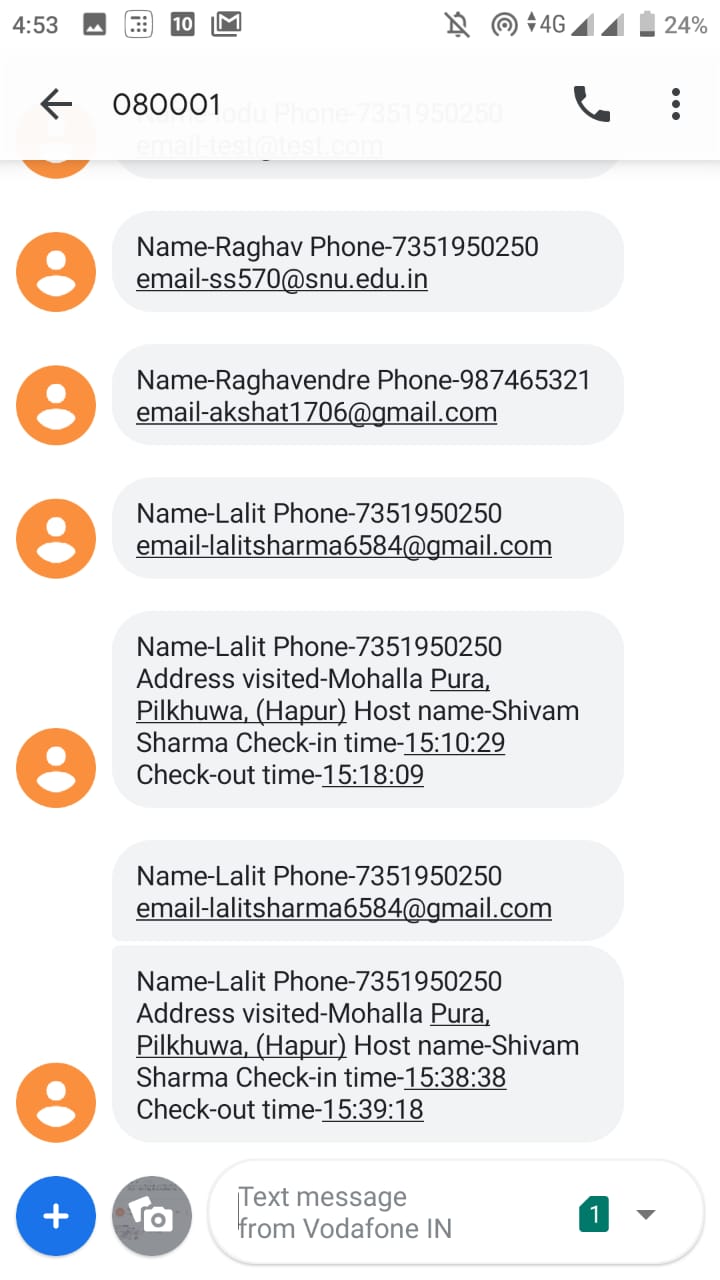 4:53 10 4G 24%
080001
Name-Iodu Phone-7351950250
email-test@test.com
Name-Raghav Phone-7351950250
email-ss570@snu.edu.in
Name-Raghavendre Phone-987465321
email-akshat1706@gmail.com
Name-Lalit Phone-7351950250
email-lalitsharma6584@gmail.com
Name-Lalit Phone-7351950250
Address visited-Mohalla Pura,
Pilkhuwa, (Hapur) Host name-Shivam
Sharma Check-in time-15:10:29
Check-out time-15:18:09
Name-Lalit Phone-7351950250
email-lalitsharma6584@gmail.com
Name-Lalit Phone-7351950250
Address visited-Mohalla Pura,
Pilkhuwa, (Hapur) Host name-Shivam
Sharma Check-in time-15:38:38
Check-out time-15:39:18
Text message
from Vodafone IN
1